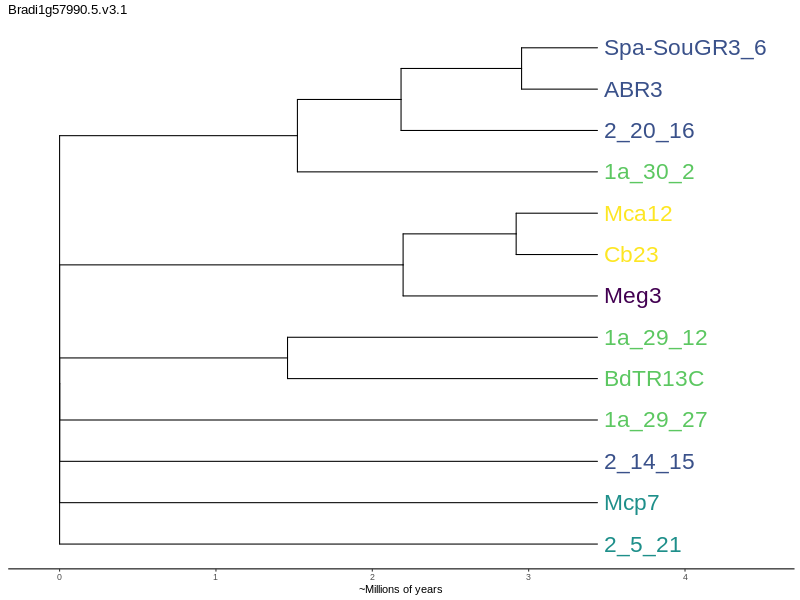 Bradi1g57990.5.v3.1
Spa-SouGR3_6
ABR3
2_20_16
1a_30_2
Mca12
Cb23
Meg3
1a_29_12
BdTR13C
1a_29_27
2_14_15
Mcp7
2_5_21
0 1 2 3 4
~Millions of years